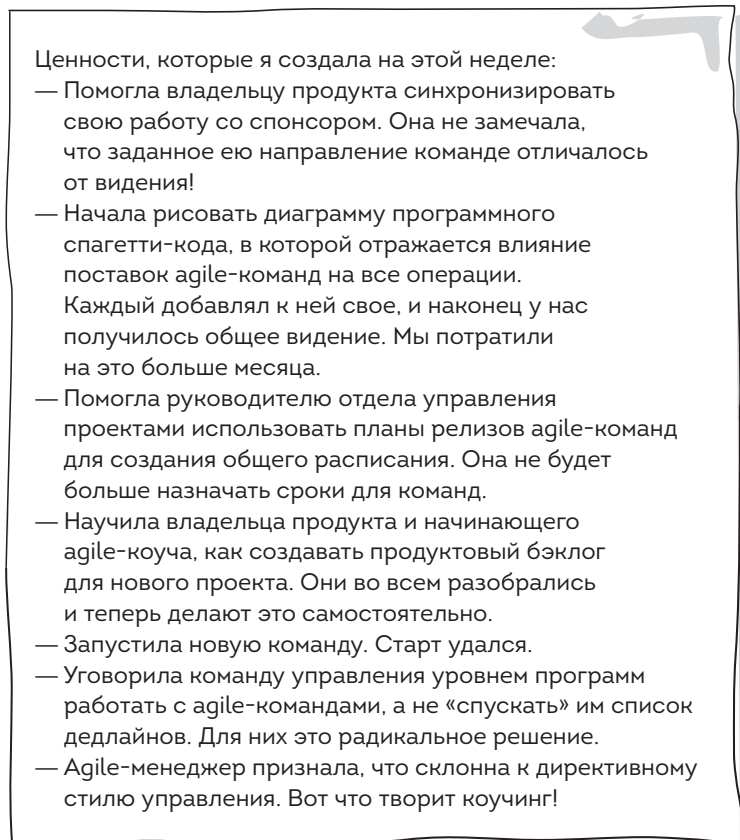 Ценности, которые я создала на этой неделе:
— Помогла владельцу продукта синхронизировать
свою работу со спонсором. Она не замечала,
что заданное ею направление команде отличалось
от видения!
— Начала рисовать диаграмму программного
спагетти-кода, в которой отражается влияние
поставок agile-команд на все операции.
Каждый добавлял к ней свое, и наконец у нас
получилось общее видение. Мы потратили
на это больше месяца.
— Помогла руководителю отдела управления
проектами использовать планы релизов agile-команд
для создания общего расписания. Она не будет
больше назначать сроки для команд.
— Научила владельца продукта и начинающего
agile-коуча, как создавать продуктовый бэклог
для нового проекта. Они во всем разобрались
и теперь делают это самостоятельно.
— Запустила новую команду. Старт удался.
— Уговорила команду управления уровнем программ
работать с agile-командами, а не «спускать» им список
дедлайнов. Для них это радикальное решение.
— Agile-менеджер признала, что склонна к директивному
стилю управления. Вот что творит коучинг!